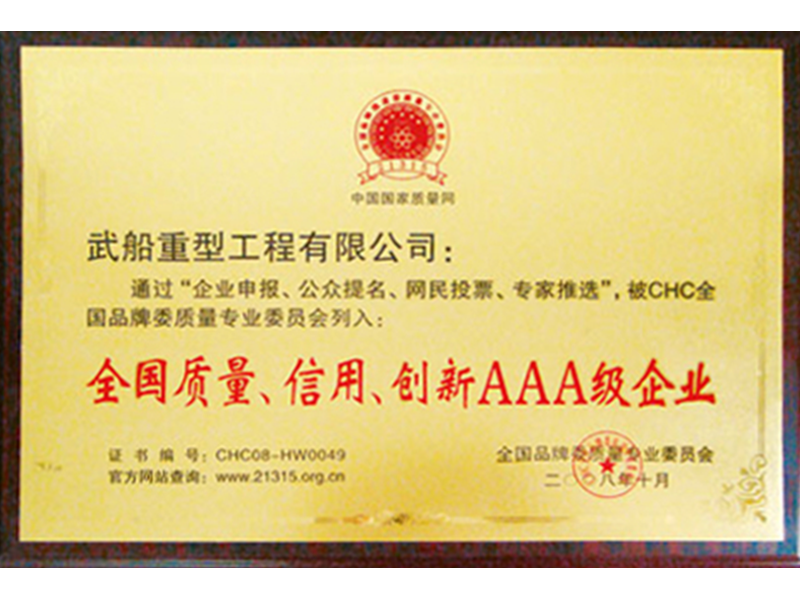 21315
中国国家质量网
武船重型工程有限公司：
通过“企业申报、公众提名、网民投票、专家推选”，被CHC全
国品牌委质量专业委员会列入：
全国质量、信用、创新AAA级企业
证书编号：CHC08-HW0049
官方网站查询：www.21315.org.cn
全国品牌委质量专业委员会
二〇〇八年十月